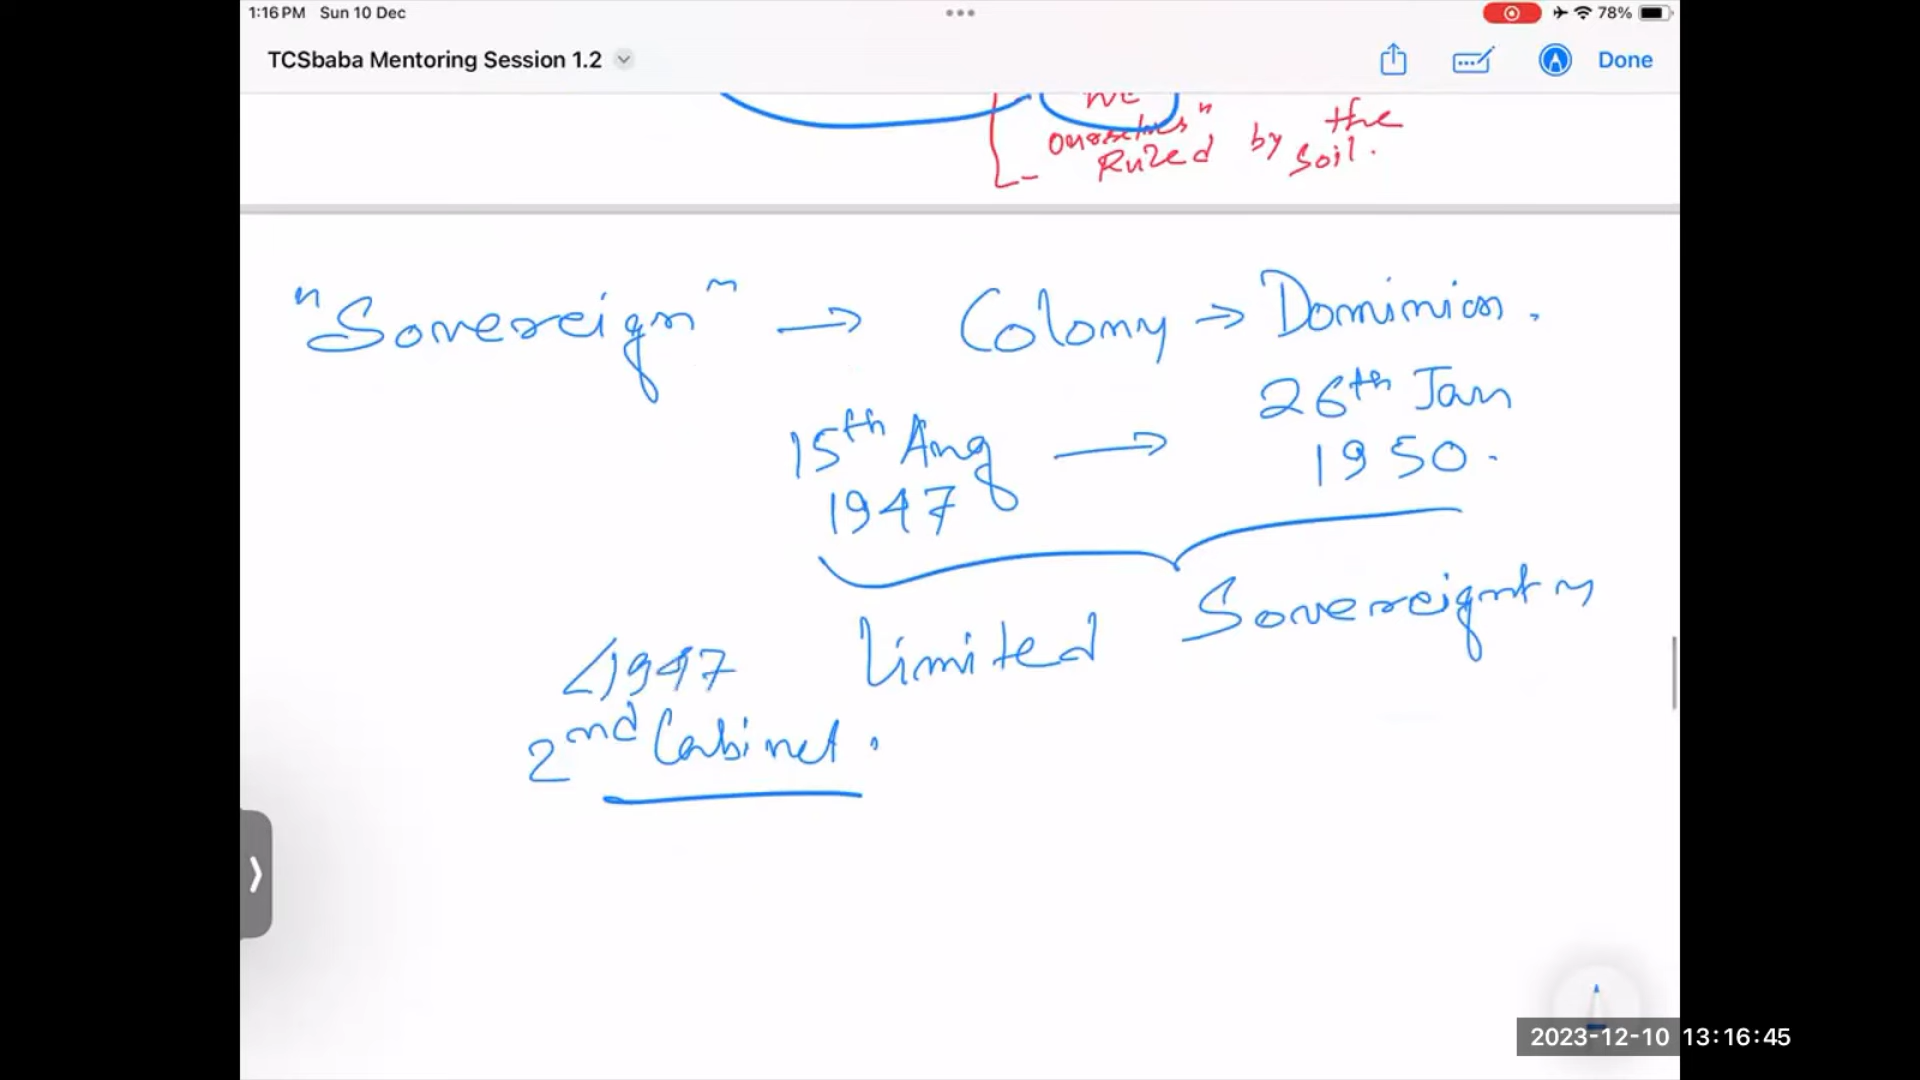 1:16 PM Sun 10 Dec
78%
TCSbaba Mentoring Session 1.2
Done
ourselves" by the
Ruled soil.
"Sovereign" → Colony → Dominion.
15th Aug 1947 → 26th Jan 1950.
Limited Sovereignty
<1947
2nd Cabinet.
2023-12-10 13:16:45